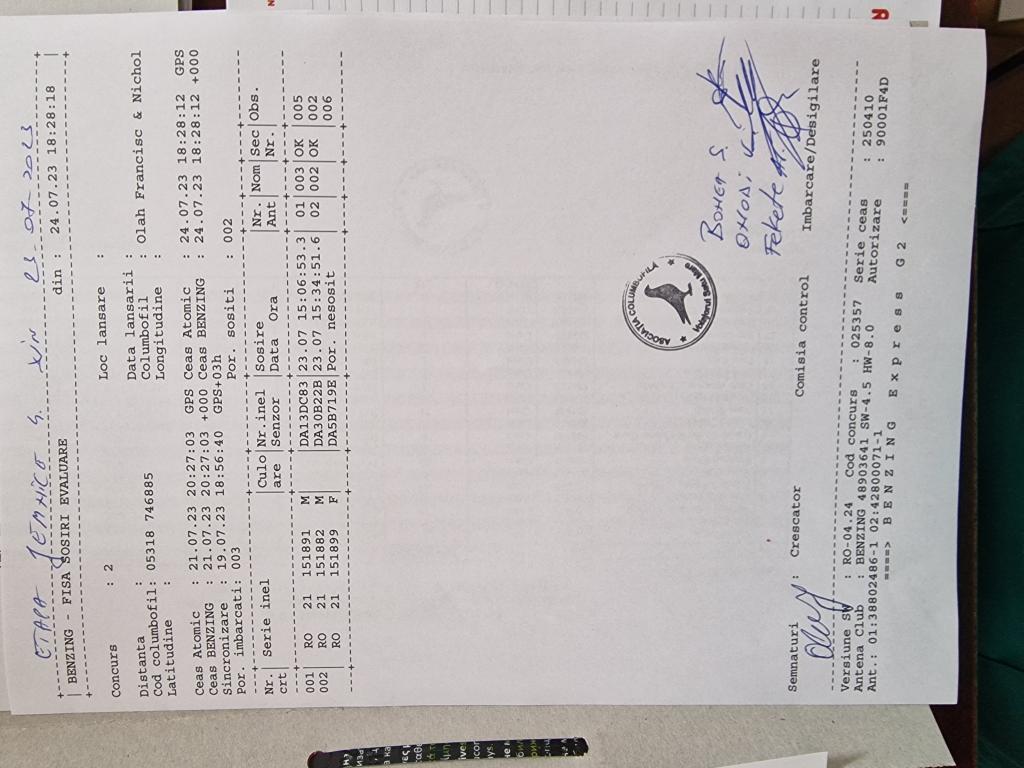 ETAPA JEMNICE S. XIN 23-07-2023
BENZING - FISA SOSIRI EVALUARE din : 24.07.23 18:28:18
Concurs : 2 Loc lansare :
Distanta : Data lansarii :
Cod columbofil: 05318 746885 Columbofil : Olah Francisc & Nichol
Latitudine : Longitudine :
Ceas Atomic : 21.07.23 20:27:03 GPS Ceas Atomic : 24.07.23 18:28:12 GPS
Ceas BENZING : 21.07.23 20:27:03 +000 Ceas BENZING : 24.07.23 18:28:12 +000
Sincronizare : 19.07.23 18:56:40 GPS+03h
Por. imbarcati: 003 Por. sositi : 002
Nr. | Serie inel |Culo|Nr.inel |Sosire |Nr. |Nom|Sec|Obs.
crt| |are |Senzor |Data Ora |Ant | |Nr.|
001 | RO 21 151891 M |DA13DC83|23.07 15:06:53.3| 01|003|OK |005
002 | RO 21 151882 M |DA30B22B|23.07 15:34:51.6| 02|002|OK |002
| RO 21 151899 F |DA5B719E|Por. nesosit | | | |006
ASOCIATIA COLUMBOFILĂ
Voiajorul
BOHEA S.
Fekete
Semnaturi : Crescator Comisia control Imbarcare/Desigilare
Versiune SW : RO-04.24 Cod concurs : 025357 Serie ceas : 250410
Antena Club : BENZING 4890364l SW-4.5 HW-8.0 Autorizare : 90001F4D
Ant.: 01:38802486-1 02:42800071-1
====> B E N Z I N G E x p r e s s G 2 <====